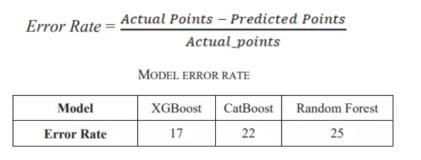 Error Rate = Actual Points − Predicted Points / Actual_points
MODEL ERROR RATE
Model XGBoost CatBoost Random Forest
Error Rate 17 22 25